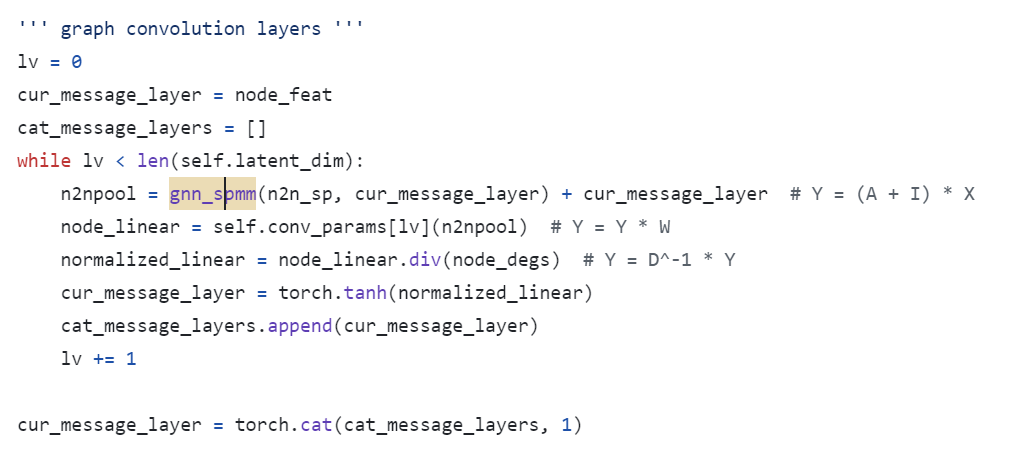 ''' graph convolution layers '''
lv = 0
cur_message_layer = node_feat
cat_message_layers = []
while lv < len(self.latent_dim):
    n2npool = gnn_spmm(n2n_sp, cur_message_layer) + cur_message_layer  # Y = (A + I) * X
    node_linear = self.conv_params[lv](n2npool)  # Y = Y * W
    normalized_linear = node_linear.div(node_degs)  # Y = D^-1 * Y
    cur_message_layer = torch.tanh(normalized_linear)
    cat_message_layers.append(cur_message_layer)
    lv += 1

cur_message_layer = torch.cat(cat_message_layers, 1)